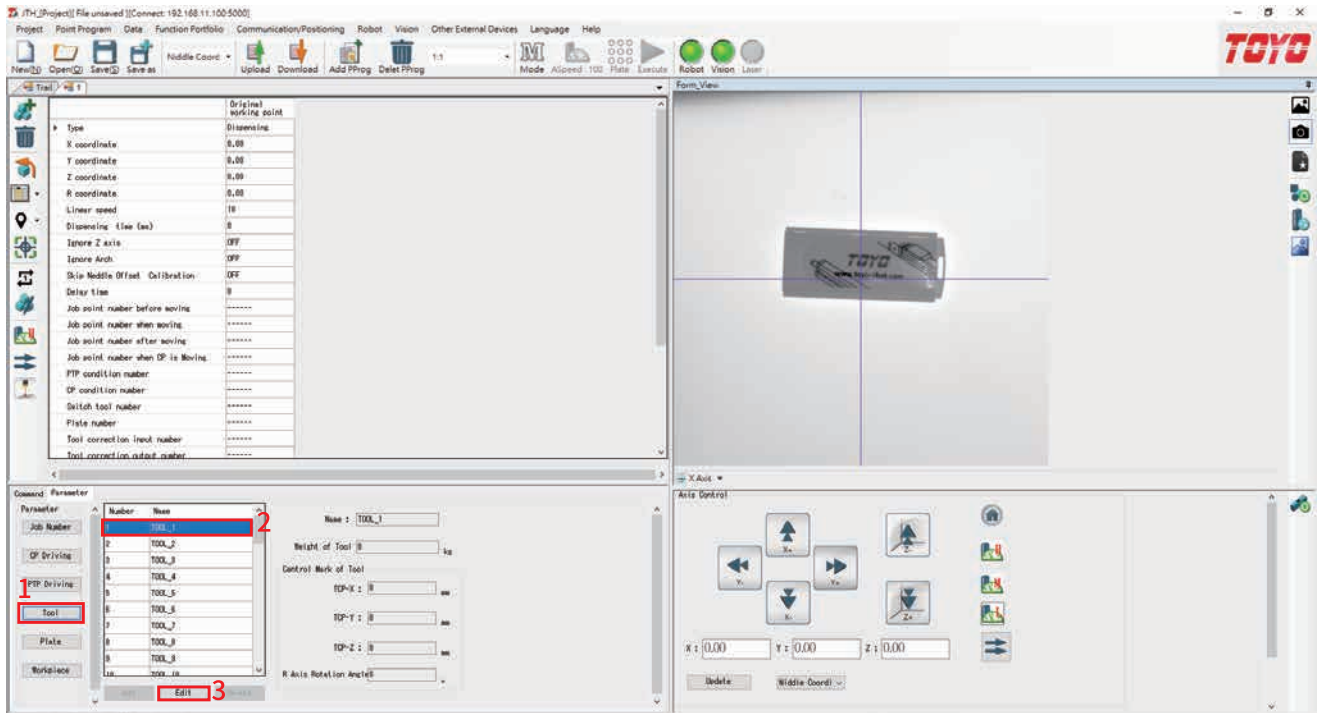 JTH_[Project][ File unsaved ][Connect: 192.168.11.100:5000]
Project Point Program Data Function Portfolio Communication/Positioning Robot Vision Other External Devices Language Help
TOYO
Niddle Coord 1:1
New(N) Open(O) Save(S) Save as Upload Download Add PProg Delet PProg Mode ASpeed : 100 Plate Execute Robot Vision Laser
Trail 1
Form_View
Original
working point
Type Dispensing
X coordinate 0.00
Y coordinate 0.00
Z coordinate 0.00
R coordinate 0.00
Linear speed 10
Dispensing time (ms) 0
Ignore Z axis OFF
Ignore Arch OFF
Skip Neddle Offset Calibration OFF
Delay time 0
Job point number before moving ------
Job point number when moving ------
Job point number after moving ------
Job point number when CP is Moving ------
PTP condition number ------
CP condition number ------
Switch tool number ------
Plate number ------
Tool correction input number ------
Tool correction output number ------
TOYO
X Axis
Command Parameter
Parameter
Job Number
CP Driving
PTP Driving
1
Tool
Plate
Workpiece
Number Name
1 TOOL_1
2
2 TOOL_2
3 TOOL_3
4 TOOL_4
5 TOOL_5
6 TOOL_6
7 TOOL_7
8 TOOL_8
9 TOOL_9
10 TOOL_10
Edit
3
Name : TOOL_1
Weight of Tool 0 kg
Control Mark of Tool
TCP-X : 0 mm
TCP-Y : 0 mm
TCP-Z : 0 mm
R Axis Rotation Angle 0 °
Axis Control
X+
Y- Y+
X-
Z-
Z+
X : 0.00 Y : 0.00 Z : 0.00
Update Niddle Coordi